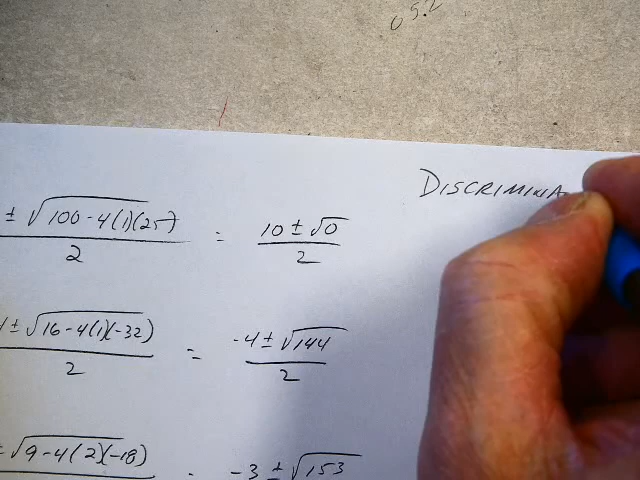 052
DISCRIMINA
± √100-4(1)(25) / 2 = 10 ± √0 / 2
± √16-4(1)(-32) / 2 = -4 ± √144 / 2
√9-4(2)(-18) = -3 ± √153